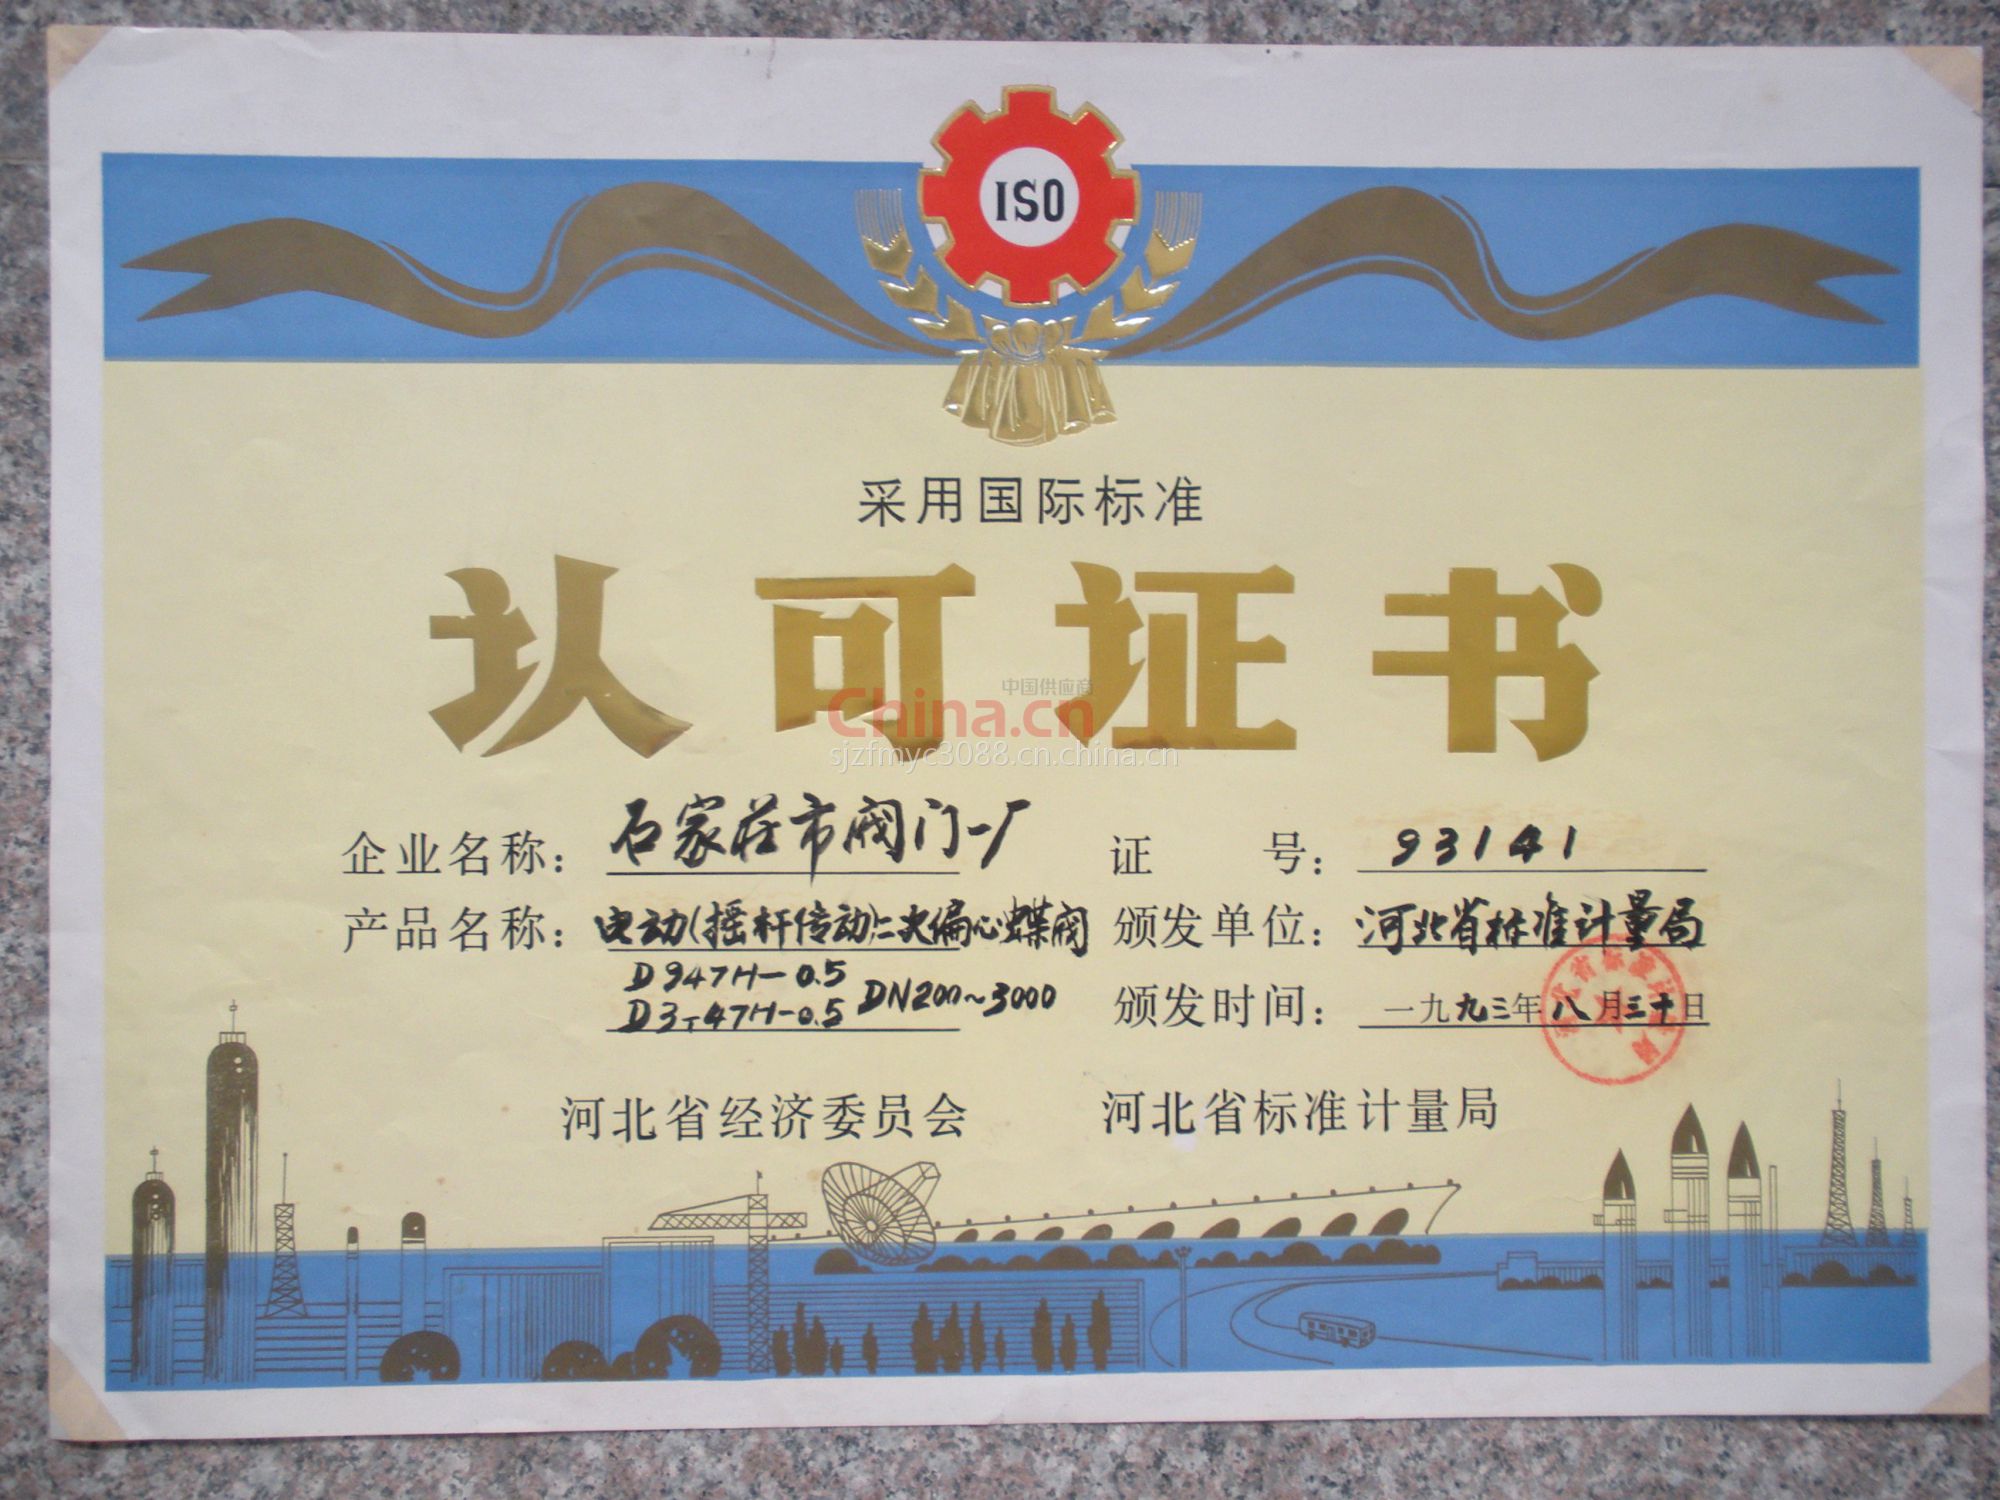 ISO
采用国际标准
认可证书
中国供应商
China.cn
sjzfmyc3088.cn.china.cn
企业名称：石家莊市阀门一厂
证 号：93141
产品名称：电动(摇杆传动)二次偏心蝶阀
D947H-0.5
D3T47H-0.5 DN200~3000
颁发单位：河北省标准计量局
颁发时间：一九九三年八月三十日
河北省经济委员会 河北省标准计量局